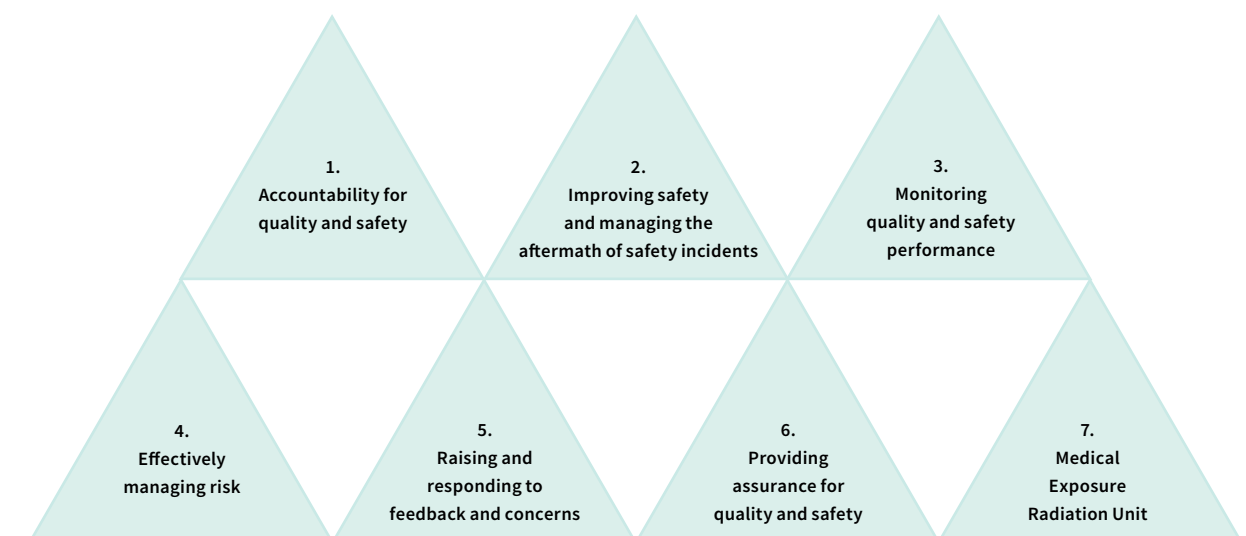 1.
Accountability for
quality and safety
2.
Improving safety
and managing the
aftermath of safety incidents
3.
Monitoring
quality and safety
performance
4.
Effectively
managing risk
5.
Raising and
responding to
feedback and concerns
6.
Providing
assurance for
quality and safety
7.
Medical
Exposure
Radiation Unit